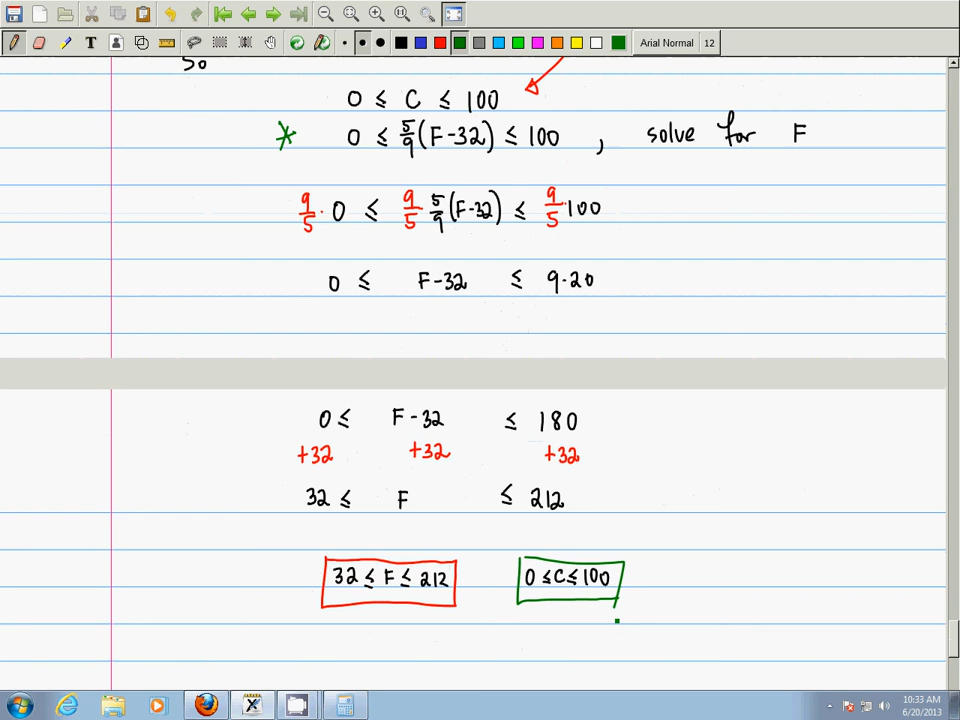 Arial Normal 12
So
0 ≤ C ≤ 100
* 0 ≤ 5/9(F-32) ≤ 100 , solve for F
9/5 · 0 ≤ 9/5 · 5/9(F-32) ≤ 9/5 · 100
0 ≤ F-32 ≤ 9·20
0 ≤ F-32 ≤ 180
+32 +32 +32
32 ≤ F ≤ 212
32 ≤ F ≤ 212 0 ≤ C ≤ 100
10:33 AM
6/20/2013